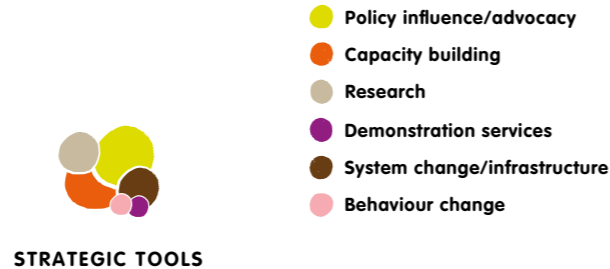 Policy influence/advocacy
Capacity building
Research
Demonstration services
System change/infrastructure
Behaviour change
STRATEGIC TOOLS